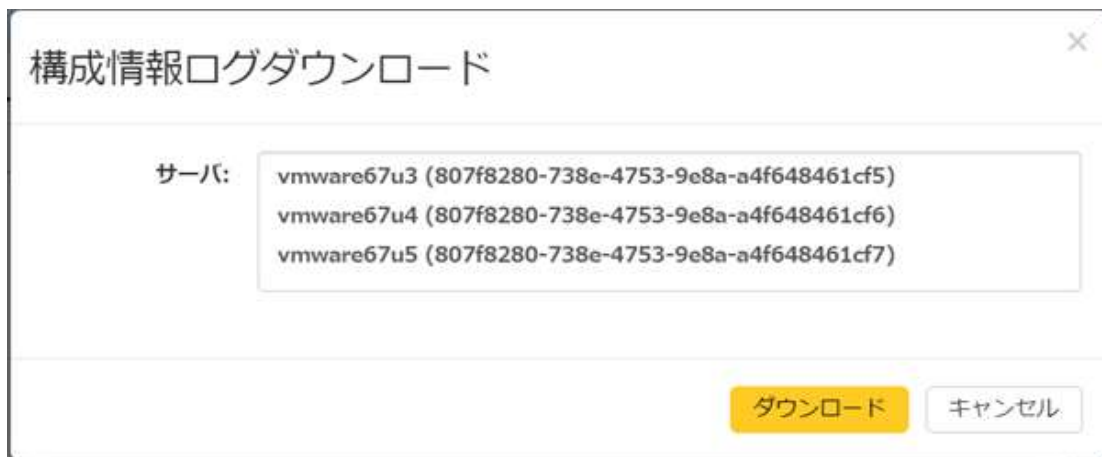 構成情報ログダウンロード
サーバ:
vmware67u3 (807f8280-738e-4753-9e8a-a4f648461cf5)
vmware67u4 (807f8280-738e-4753-9e8a-a4f648461cf6)
vmware67u5 (807f8280-738e-4753-9e8a-a4f648461cf7)
ダウンロード
キャンセル